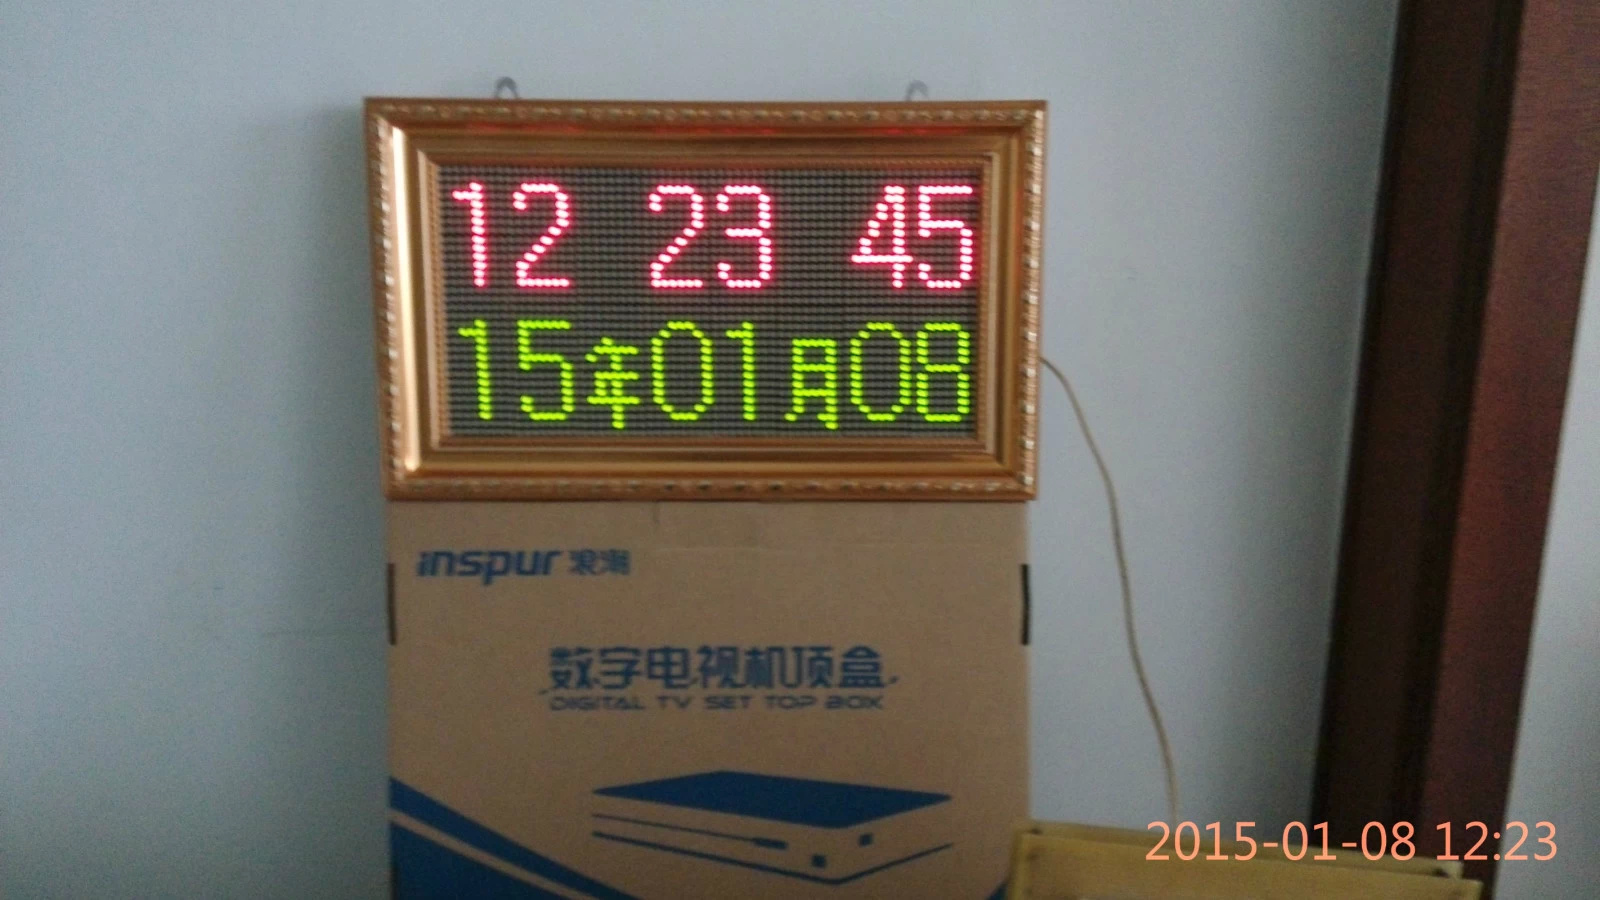 12 23 45
15年01月08
inspur 浪潮
数字电视机顶盒
DIGITAL TV SET TOP BOX
2015-01-08 12:23